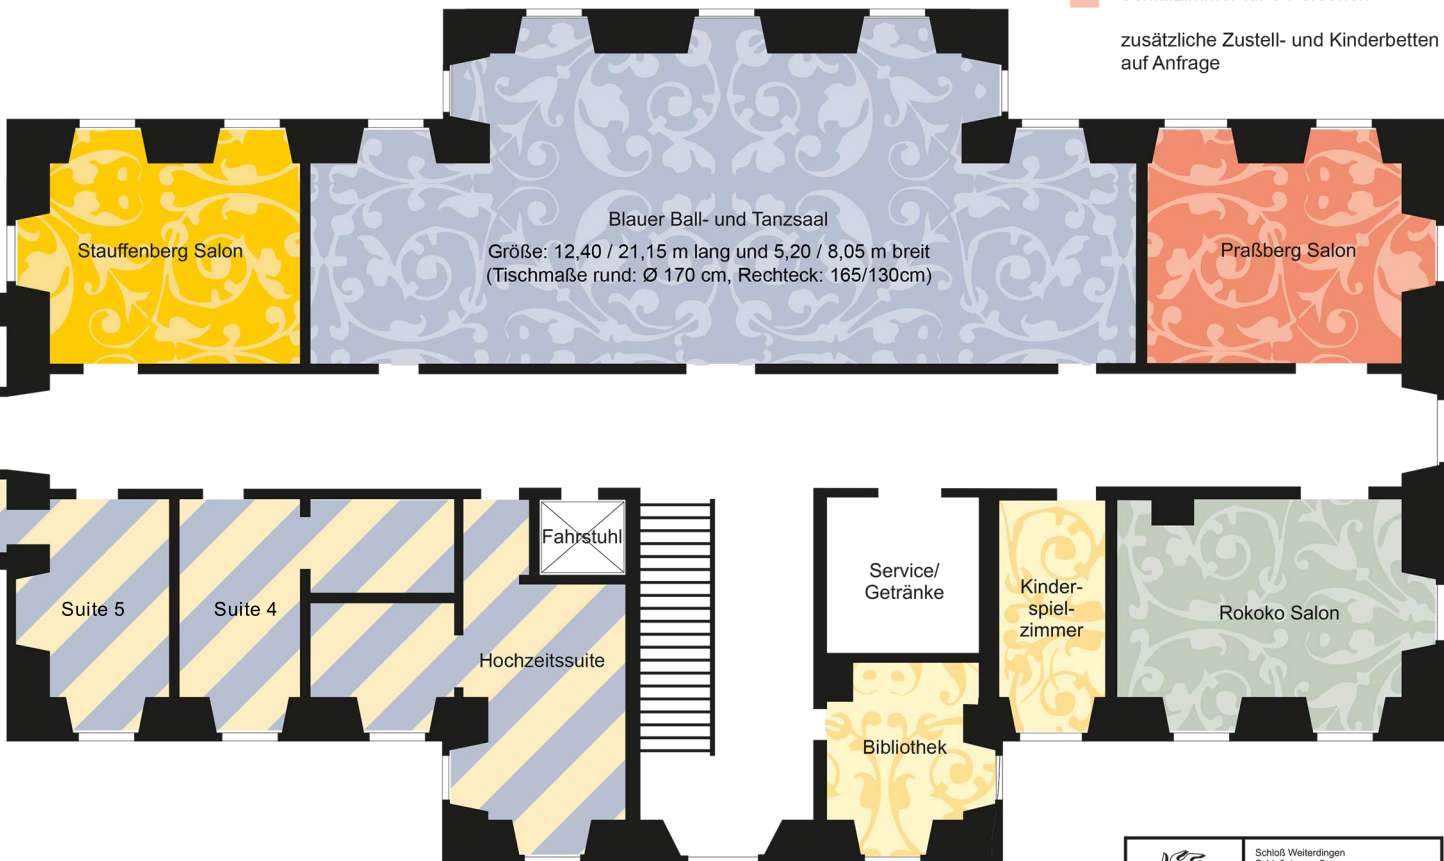 zusätzliche Zustell- und Kinderbetten
auf Anfrage
Blauer Ball- und Tanzsaal
Größe: 12,40 / 21,15 m lang und 5,20 / 8,05 m breit
(Tischmaße rund: Ø 170 cm, Rechteck: 165/130cm)
Stauffenberg Salon
Praßberg Salon
Fahrstuhl
Service/
Getränke
Kinder-
spiel-
zimmer
Suite 5
Suite 4
Rokoko Salon
Hochzeitssuite
Bibliothek
Schloß Weiterdingen